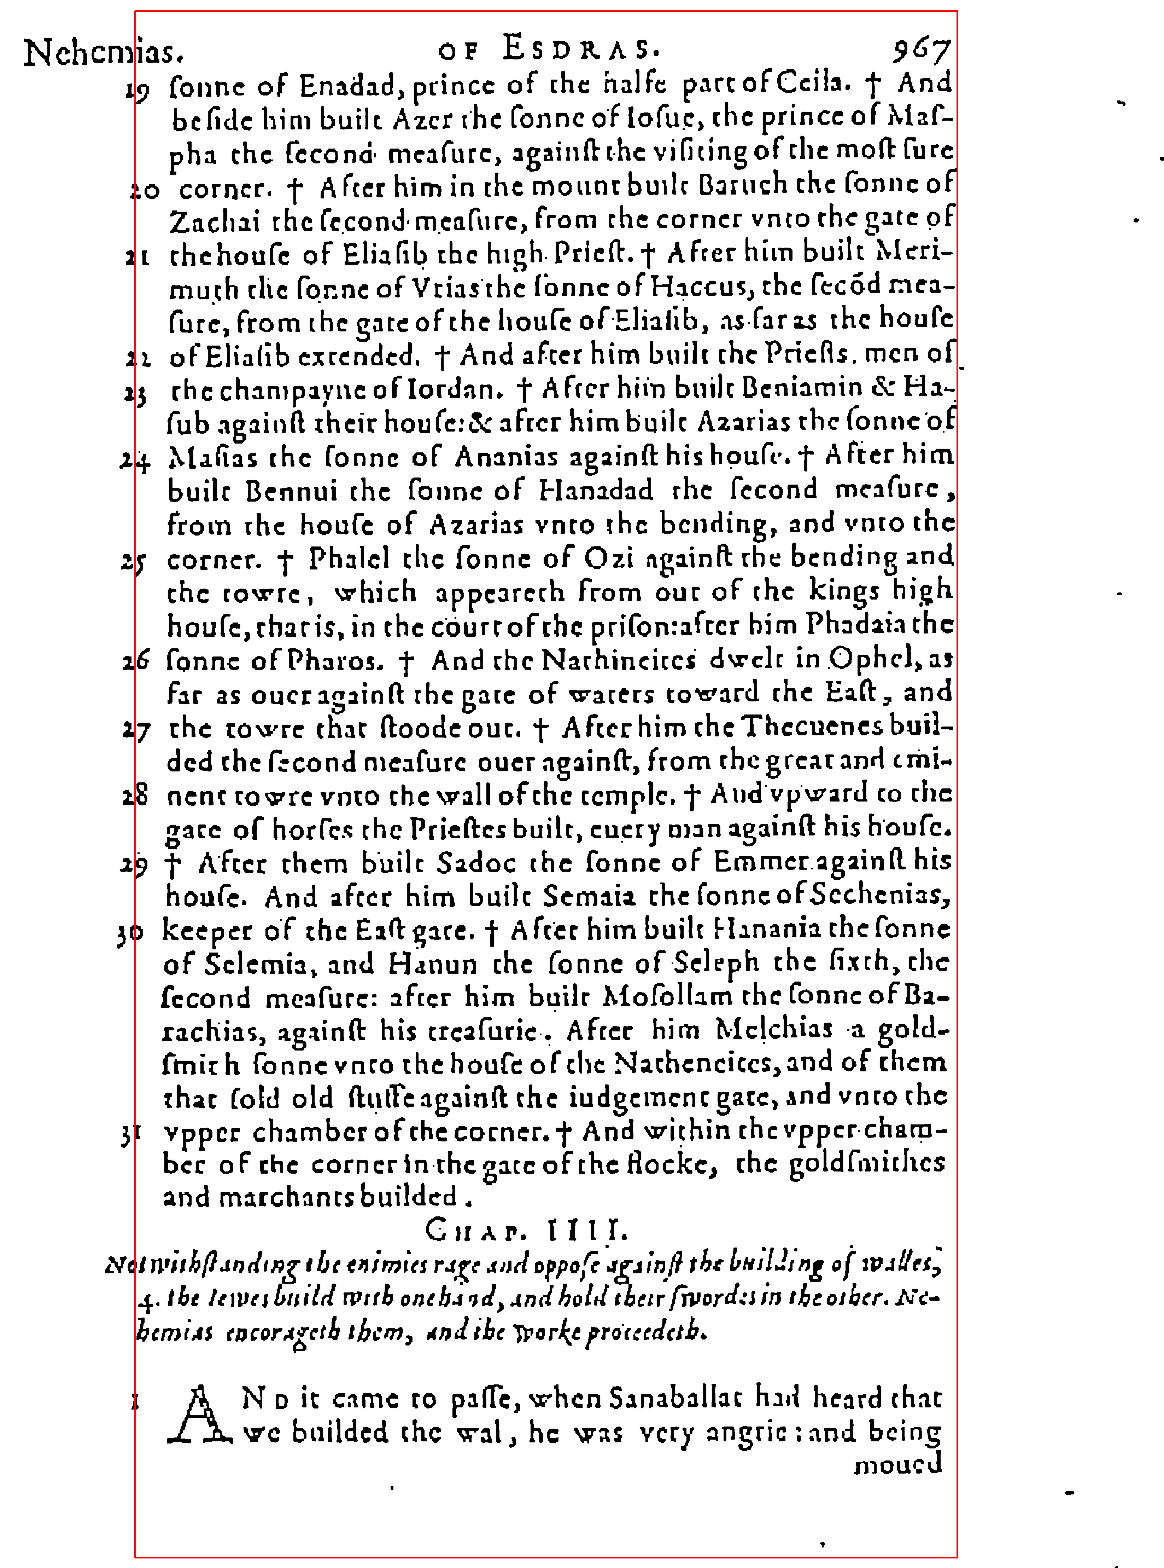 Nehemias. OF ESDRAS. 967
19 ſonne of Enadad, prince of the halfe part of Ceila. † And
beſide him built Azer the ſonne of Ioſue, the prince of Maſ-
pha the ſecond meaſure, againſt the viſiting of the moſt ſure
20 corner. † After him in the mount built Baruch the ſonne of
Zachai the ſecond meaſure, from the corner vnto the gate of
21 the houſe of Eliaſib the high Prieſt. † After him built Meri-
muth the ſonne of Vrias the ſonne of Haccus, the ſecōd mea-
ſure, from the gate of the houſe of Eliaſib, as far as the houſe
22 of Eliaſib extended. † And after him built the Prieſts, men of
23 the champayne of Iordan. † After him built Beniamin & Ha-
ſub againſt their houſe: & after him built Azarias the ſonne of
24 Maſias the ſonne of Ananias againſt his houſe. † After him
built Bennui the ſonne of Hanadad the ſecond meaſure,
from the houſe of Azarias vnto the bending, and vnto the
25 corner. † Phalel the ſonne of Ozi againſt the bending and
the towre, which appeareth from out of the kings high
houſe, that is, in the court of the priſon: after him Phadaia the
26 ſonne of Pharos. † And the Nathineites dwelt in Ophel, as
far as ouer againſt the gate of waters toward the Eaſt, and
27 the towre that ſtoode out. † After him the Thecuenes buil-
ded the ſecond meaſure ouer againſt, from the great and emi-
28 nent towre vnto the wall of the temple. † And vpward to the
gate of horſes the Prieſtes built, euery man againſt his houſe.
29 † After them built Sadoc the ſonne of Emmer againſt his
houſe. And after him built Semaia the ſonne of Sechenias,
30 keeper of the Eaſt gate. † After him built Hanania the ſonne
of Selemia, and Hanun the ſonne of Seleph the ſixth, the
ſecond meaſure: after him built Moſollam the ſonne of Ba-
rachias, againſt his treaſurie. After him Melchias a gold-
ſmith ſonne vnto the houſe of the Natheneites, and of them
that ſold old ſtuffe againſt the iudgement gate, and vnto the
31 vpper chamber of the corner. † And within the vpper cham-
ber of the corner in the gate of the flocke, the goldſmithes
and marchants builded.
CHAP. IIII.
Notwithſtanding the enimies rage and oppoſe againſt the building of walles,
4. the Iewes build with one hand, and hold their ſwordes in the other. Ne-
hemias encorageth them, and the worke proceedeth.
1 AND it came to paſſe, when Sanaballat had heard that
we builded the wal, he was very angrie: and being
moued